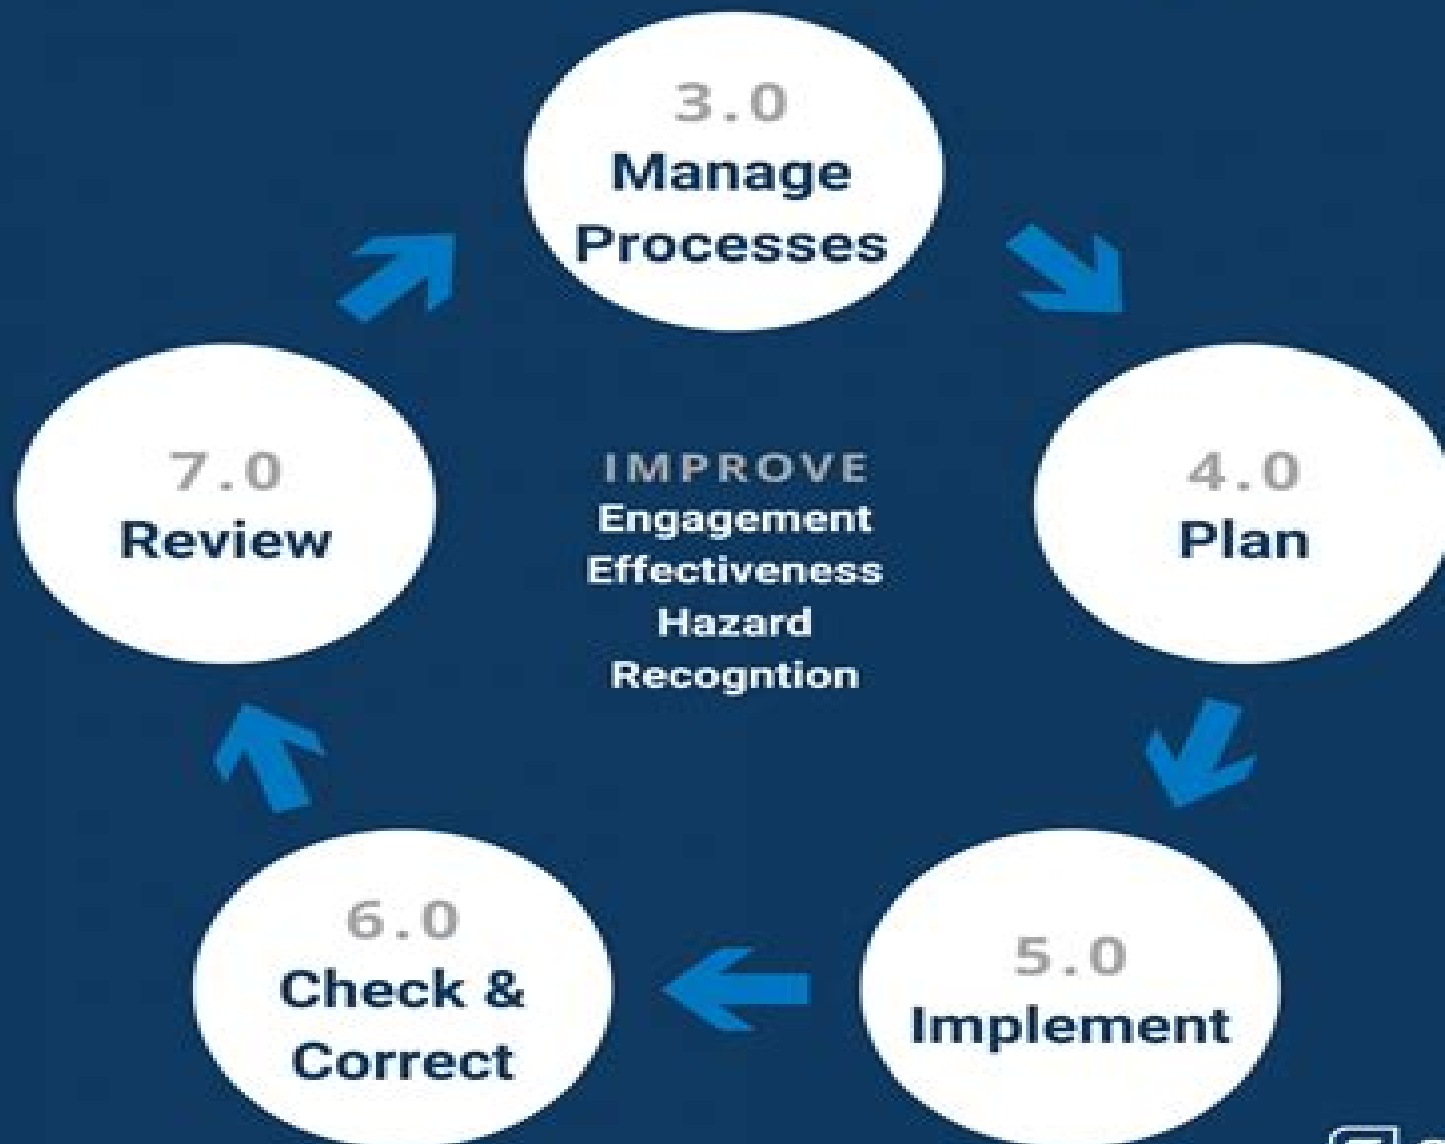 3.0
Manage
Processes
7.0
Review
IMPROVE
Engagement
Effectiveness
Hazard
Recogntion
4.0
Plan
6.0
Check &
Correct
5.0
Implement